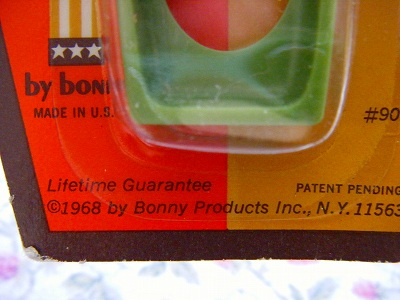 by bonn
MADE IN U.S.
#90
Lifetime Guarantee
PATENT PENDING
©1968 by Bonny Products Inc., N.Y. 11563